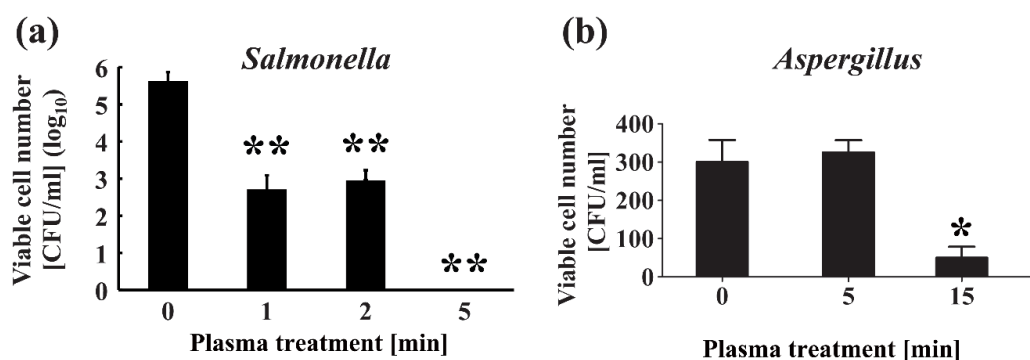 (a)
Salmonella
Viable cell number
[CFU/ml] (log10)
6
5
4
3
2
1
0
**
**
**
0 1 2 5
Plasma treatment [min]
(b)
Aspergillus
Viable cell number
[CFU/ml]
400
300
200
100
0
*
0 5 15
Plasma treatment [min]